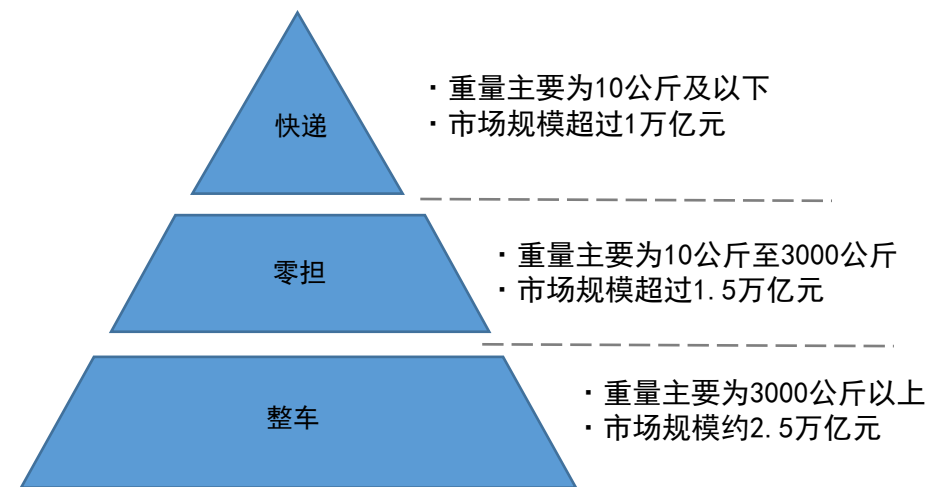 快递
·重量主要为10公斤及以下
·市场规模超过1万亿元
零担
·重量主要为10公斤至3000公斤
·市场规模超过1.5万亿元
整车
·重量主要为3000公斤以上
·市场规模约2.5万亿元